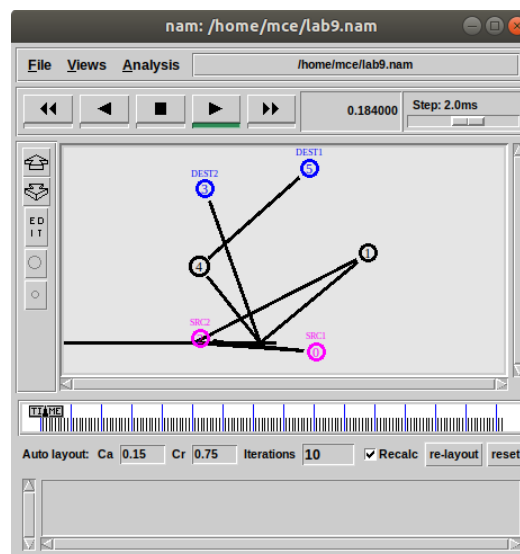 nam: /home/mce/lab9.nam
File Views Analysis /home/mce/lab9.nam
0.184000 Step: 2.0ms
ED
IT
DEST1
5
DEST2
3
1
4
SRC2
SRC1
0
TIME
Auto layout: Ca 0.15 Cr 0.75 Iterations 10 Recalc re-layout reset